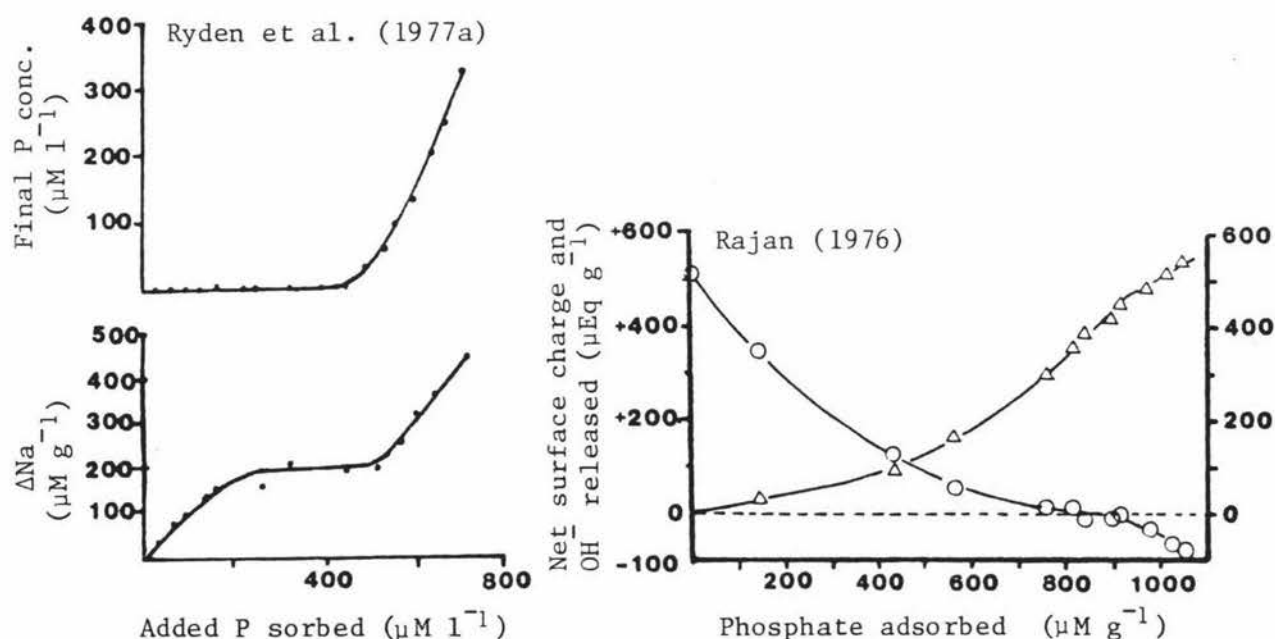 Ryden et al. (1977a)
Final P conc.
(μM l⁻¹)
400
300
200
100
ΔNa
(μM g⁻¹)
500
400
300
200
100
400
800
Added P sorbed (μM l⁻¹)
Rajan (1976)
Net surface charge and
OH⁻ released (μEq g⁻¹)
+600
+400
+200
0
-100
600
400
200
0
200
400
600
800
1000
Phosphate adsorbed (μM g⁻¹)